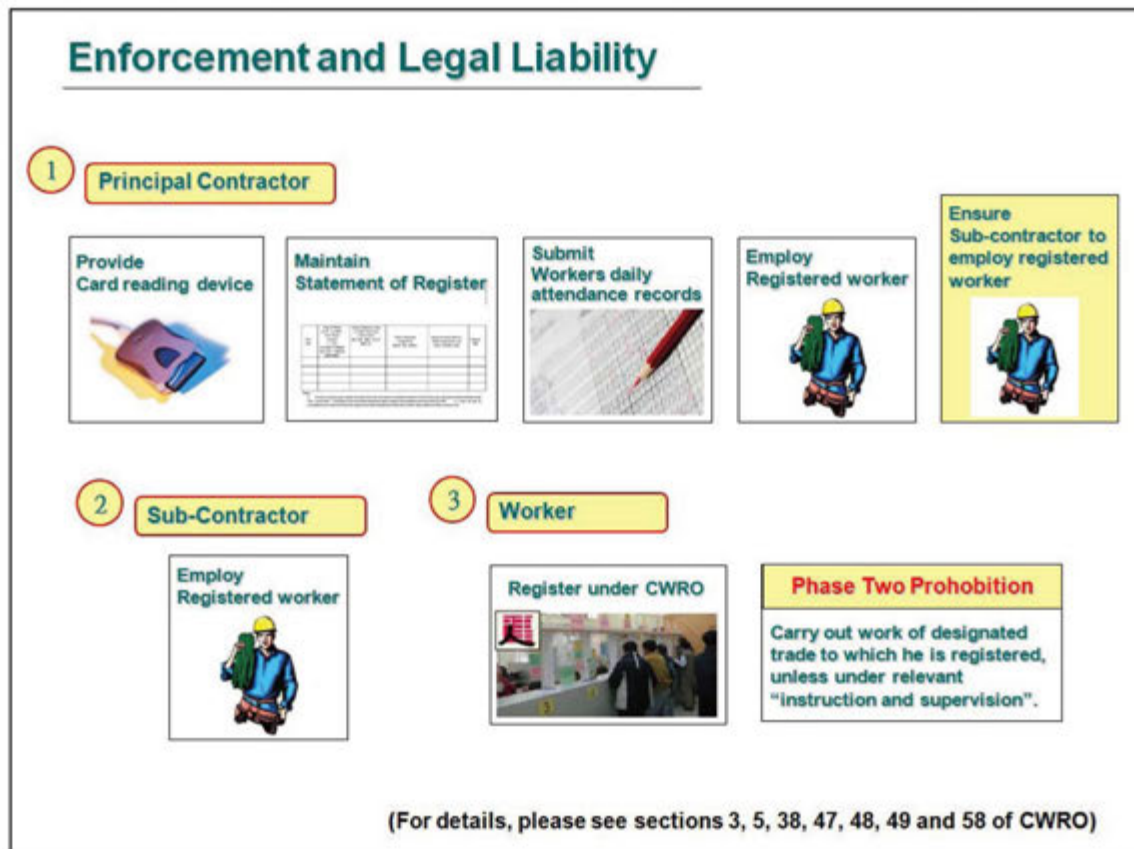 Enforcement and Legal Liability
1
Principal Contractor
Provide
Card reading device
Maintain
Statement of Register
Submit
Workers daily
attendance records
Employ
Registered worker
Ensure
Sub-contractor to
employ registered
worker
2
Sub-Contractor
Employ
Registered worker
3
Worker
Register under CWRO
3
Phase Two Prohobition
Carry out work of designated
trade to which he is registered,
unless under relevant
“instruction and supervision”.
(For details, please see sections 3, 5, 38, 47, 48, 49 and 58 of CWRO)